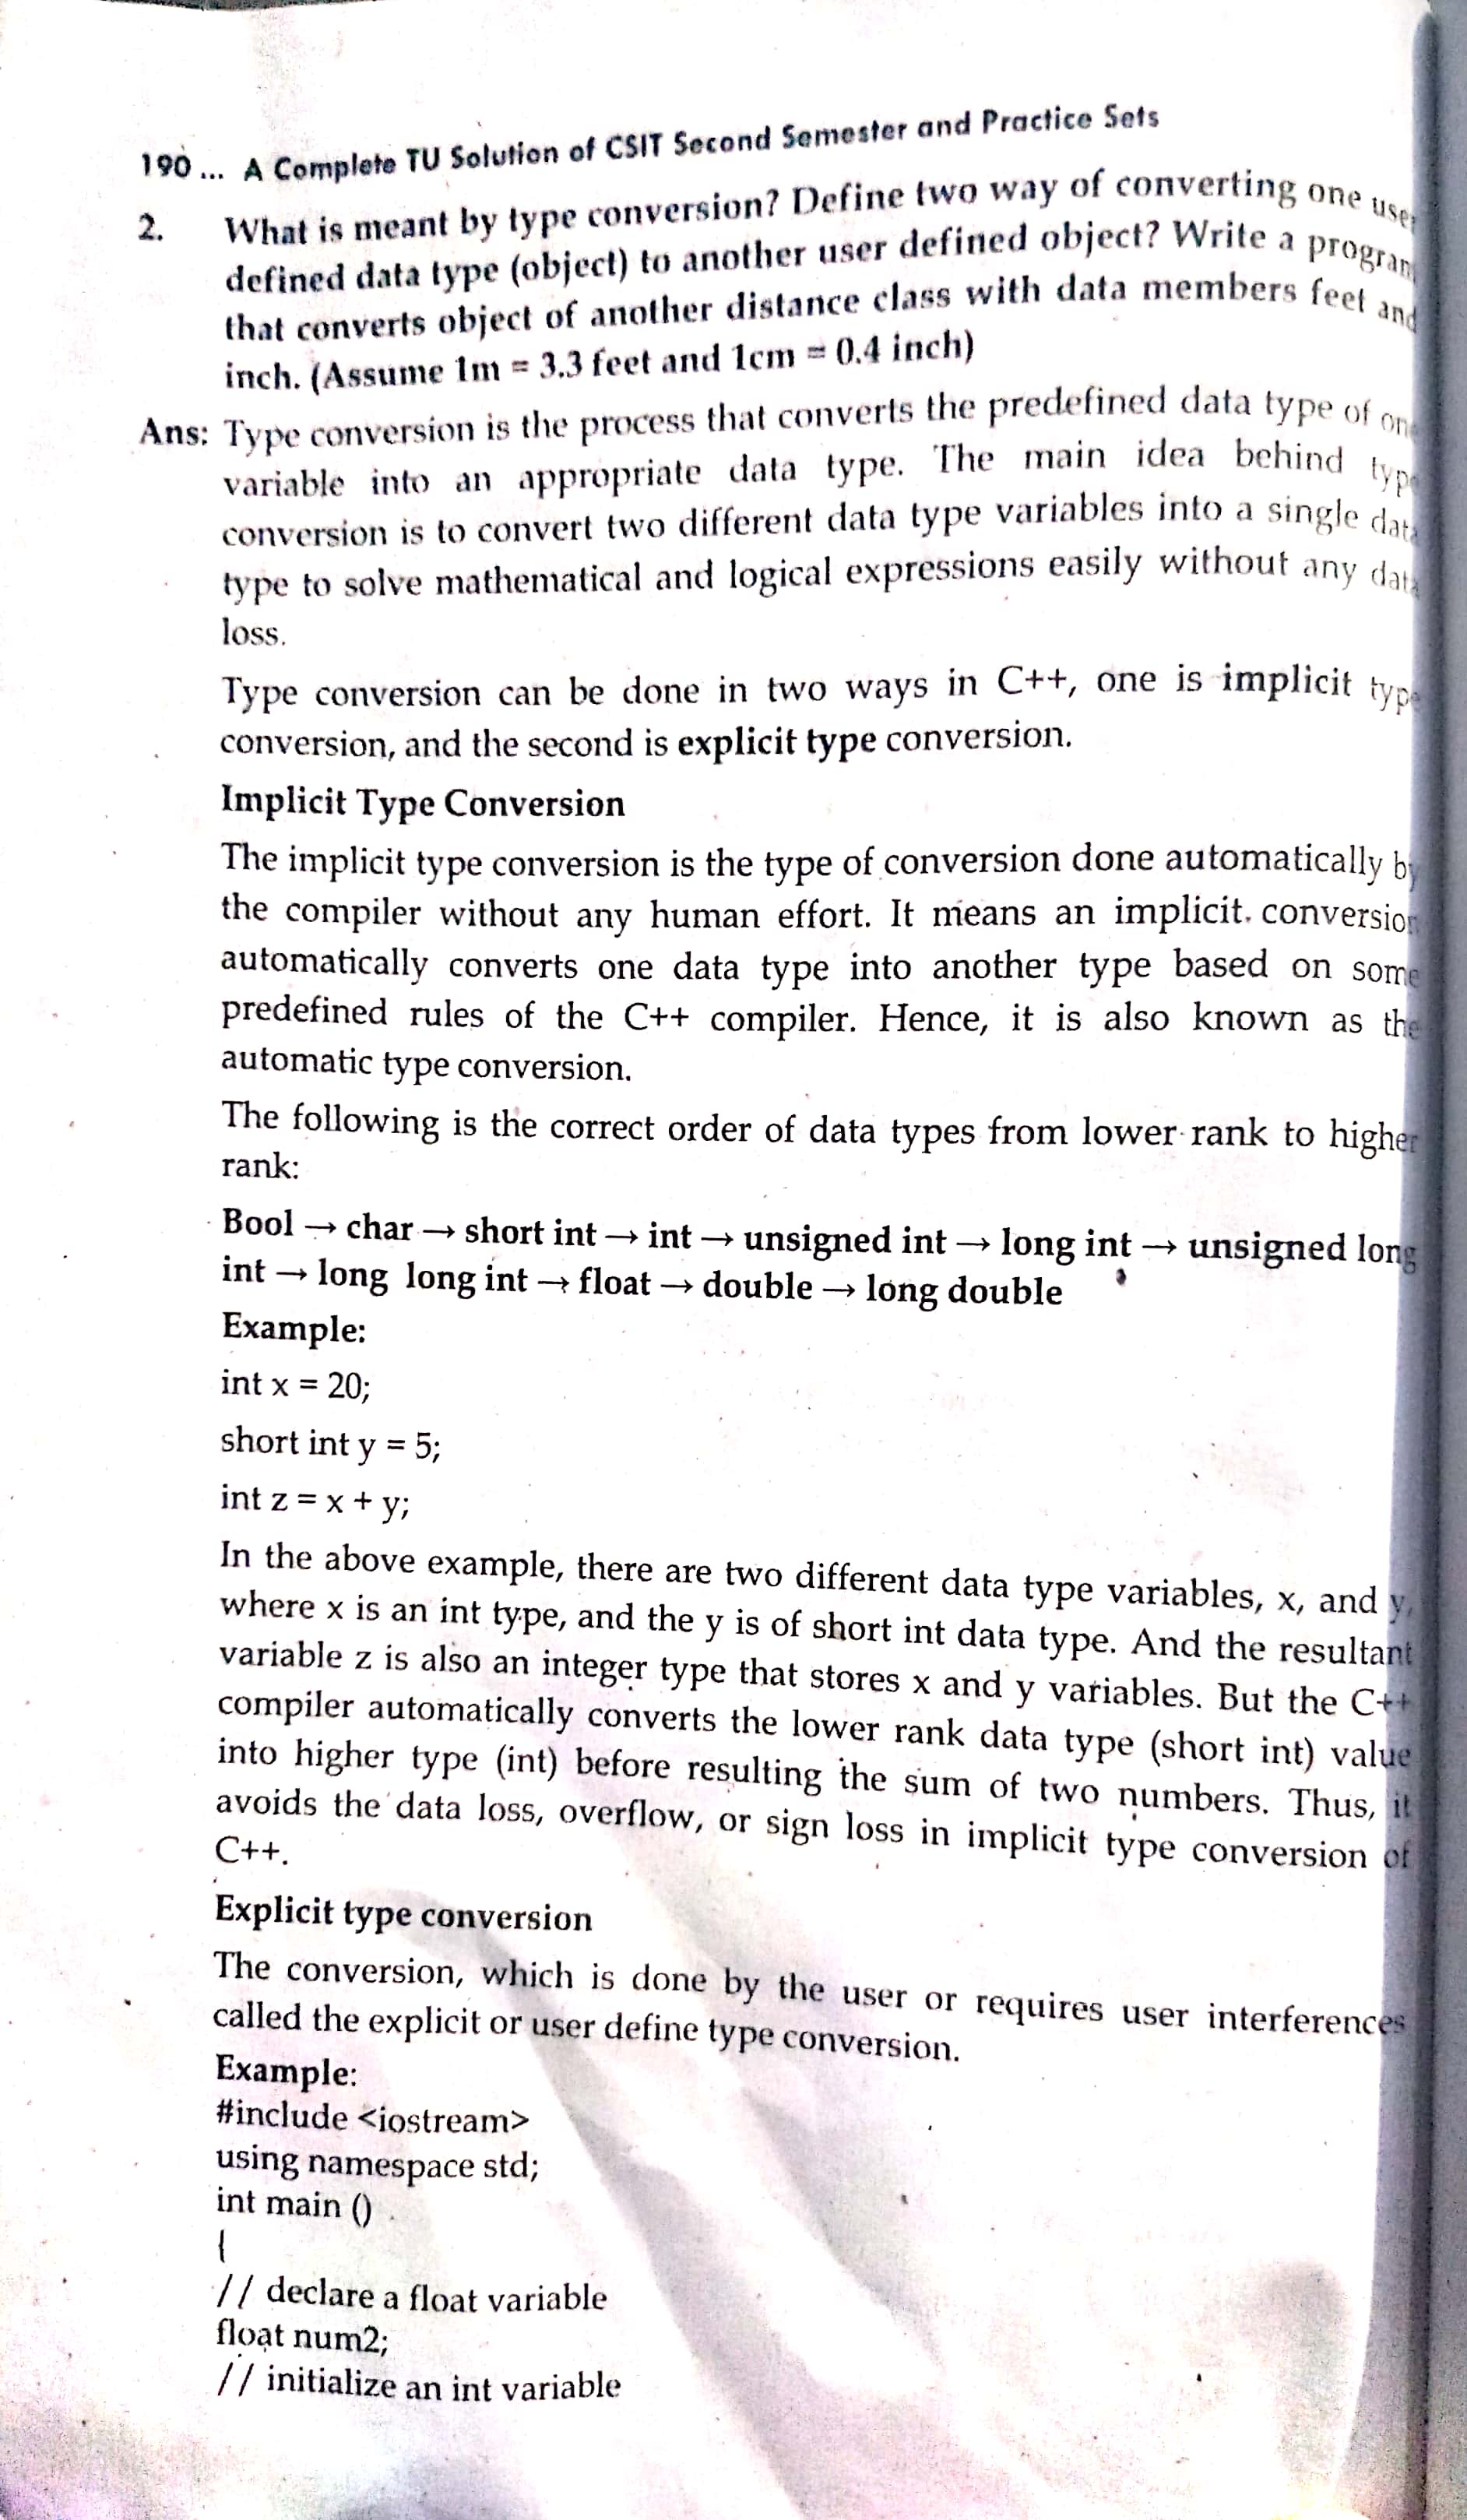 190 ... A Complete TU Solution of CSIT Second Semester and Practice Sets
2. What is meant by type conversion? Define two way of converting one
defined data type (object) to another user defined object? Write a
that converts object of another distance class with data members feet and
inch. (Assume 1m = 3.3 feet and 1cm = 0.4 inch)
Ans: Type conversion is the process that converts the predefined data type of
variable into an appropriate data type. The main idea behind
conversion is to convert two different data type variables into a single
type to solve mathematical and logical expressions easily without any
loss.
Type conversion can be done in two ways in C++, one is implicit
conversion, and the second is explicit type conversion.
Implicit Type Conversion
The implicit type conversion is the type of conversion done automatically by
the compiler without any human effort. It means an implicit. conversion
automatically converts one data type into another type based on some
predefined rules of the C++ compiler. Hence, it is also known as the
automatic type conversion.
The following is the correct order of data types from lower rank to higher
rank:
Bool → char → short int → int → unsigned int → long int → unsigned long
int → long long int → float → double → long double
Example:
int x = 20;
short int y = 5;
int z = x + y;
In the above example, there are two different data type variables, x, and y,
where x is an int type, and the y is of short int data type. And the resultant
variable z is also an integer type that stores x and y variables. But the C++
compiler automatically converts the lower rank data type (short int) value
into higher type (int) before resulting the sum of two numbers. Thus, it
avoids the data loss, overflow, or sign loss in implicit type conversion of
C++.
Explicit type conversion
The conversion, which is done by the user or requires user interferences
called the explicit or user define type conversion.
Example:
#include <iostream>
using namespace std;
int main ()
{
// declare a float variable
float num2;
// initialize an int variable